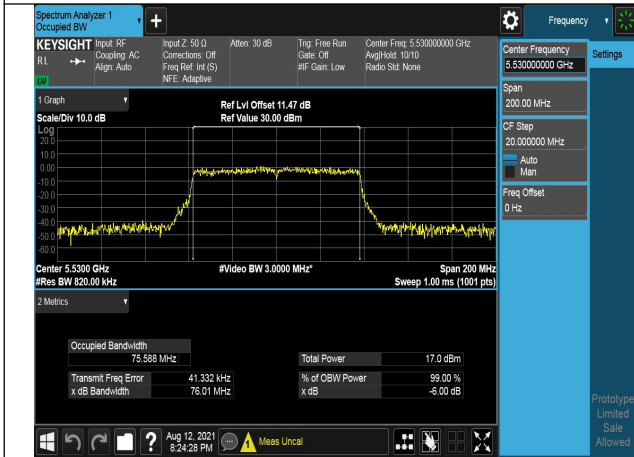 Spectrum Analyzer 1
Occupied BW
+
Frequency
KEYSIGHT
RL
Input: RF
Coupling: AC
Align: Auto
Input Z: 50 Ω
Corrections: Off
Freq Ref: Int (S)
NFE: Adaptive
Atten: 30 dB
Trig: Free Run
Gate: Off
#IF Gain: Low
Center Freq: 5.530000000 GHz
Avg|Hold: 10/10
Radio Std: None
Center Frequency
5.530000000 GHz
Settings
Span
200.00 MHz
CF Step
20.000000 MHz
Auto
Man
Freq Offset
0 Hz
1 Graph
Scale/Div 10.0 dB
Ref Lvl Offset 11.47 dB
Ref Value 30.00 dBm
Log
20.0
10.0
0.00
-10.0
-20.0
-30.0
-40.0
-50.0
-60.0
Center 5.5300 GHz
#Video BW 3.0000 MHz*
Span 200 MHz
#Res BW 820.00 kHz
Sweep 1.00 ms (1001 pts)
2 Metrics
Occupied Bandwidth
75.588 MHz
Total Power 17.0 dBm
Transmit Freq Error 41.332 kHz
% of OBW Power 99.00 %
x dB Bandwidth 76.01 MHz
x dB -6.00 dB
Prototype
Limited
Sale
Allowed
?
Aug 12, 2021
8:24:28 PM
Meas Uncal